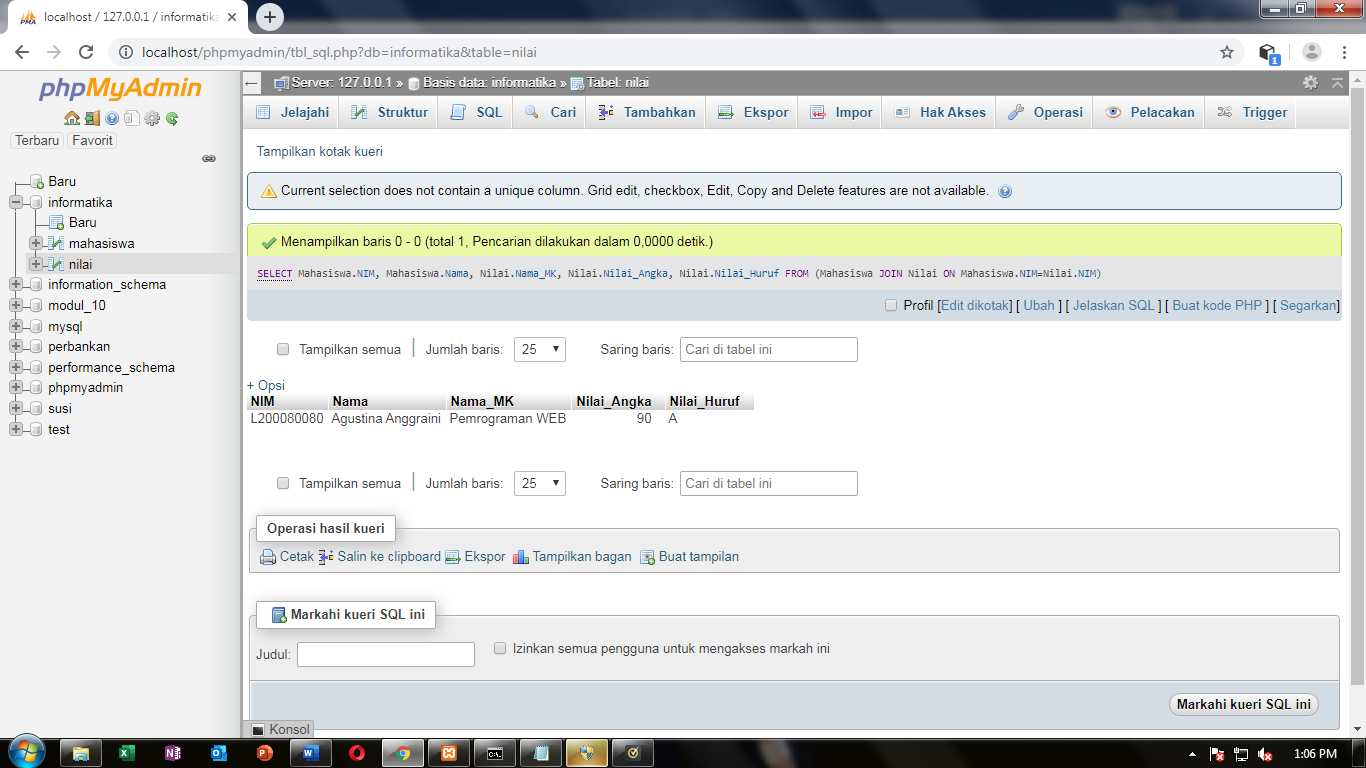 localhost / 127.0.0.1 / informatika
localhost/phpmyadmin/tbl_sql.php?db=informatika&table=nilai
1
phpMyAdmin
Terbaru Favorit
Baru
informatika
Baru
mahasiswa
nilai
information_schema
modul_10
mysql
perbankan
performance_schema
phpmyadmin
susi
test
Server: 127.0.0.1 » Basis data: informatika » Tabel: nilai
Jelajahi Struktur SQL Cari Tambahkan Ekspor Impor Hak Akses Operasi Pelacakan Trigger
Tampilkan kotak kueri
Current selection does not contain a unique column. Grid edit, checkbox, Edit, Copy and Delete features are not available.
Menampilkan baris 0 - 0 (total 1, Pencarian dilakukan dalam 0,0000 detik.)
SELECT Mahasiswa.NIM, Mahasiswa.Nama, Nilai.Nama_MK, Nilai.Nilai_Angka, Nilai.Nilai_Huruf FROM (Mahasiswa JOIN Nilai ON Mahasiswa.NIM=Nilai.NIM)
Profil [Edit dikotak] [ Ubah ] [ Jelaskan SQL ] [ Buat kode PHP ] [ Segarkan]
Tampilkan semua | Jumlah baris: 25 Saring baris: Cari di tabel ini
+ Opsi
NIM Nama Nama_MK Nilai_Angka Nilai_Huruf
L200080080 Agustina Anggraini Pemrograman WEB 90 A
Tampilkan semua | Jumlah baris: 25 Saring baris: Cari di tabel ini
Operasi hasil kueri
Cetak Salin ke clipboard Ekspor Tampilkan bagan Buat tampilan
Markahi kueri SQL ini
Judul: Izinkan semua pengguna untuk mengakses markah ini
Markahi kueri SQL ini
Konsol
1:06 PM